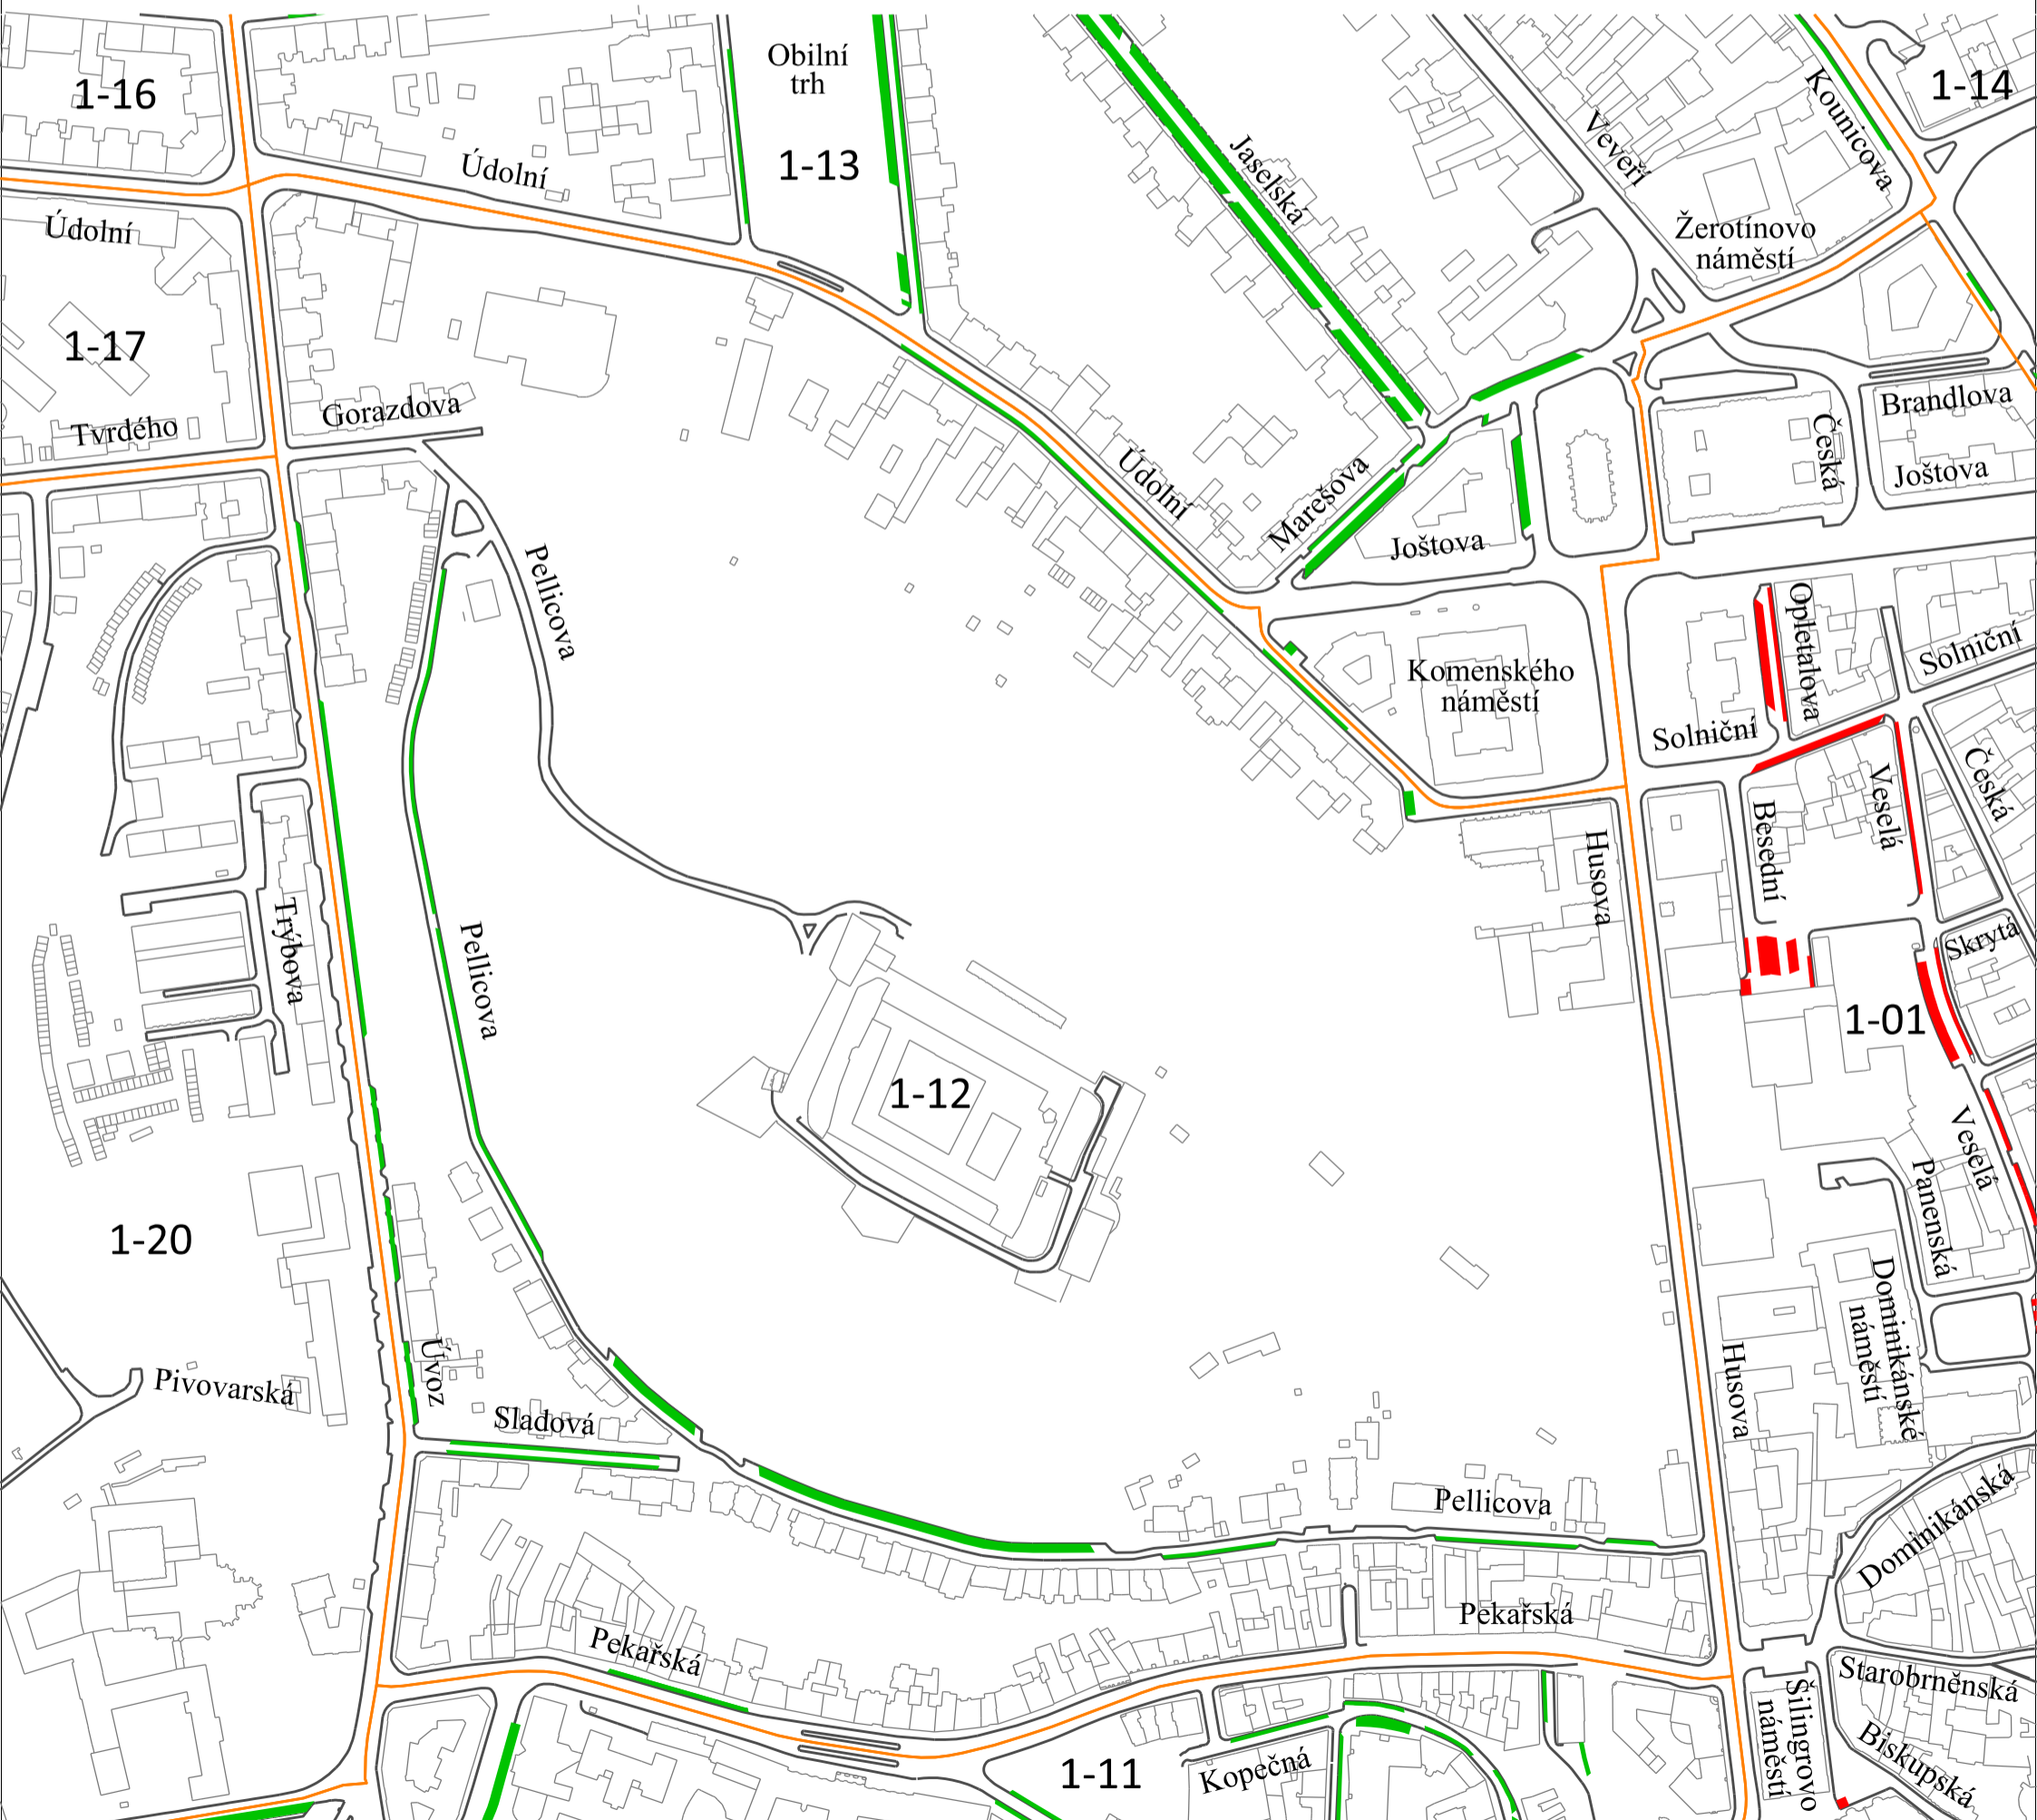 Obilní
trh
1-16
1-13
1-14
Kounicova
Veveří
Jaselská
Údolní
Údolní
Žerotínovo
náměstí
1-17
Gorazdova
Tvrdého
Brandlova
Česká
Joštova
Údolní
Marešova
Joštova
Pellicova
Opletalova
Solniční
Komenského
náměstí
Solniční
Česká
Veselá
Besední
Husova
Trýbova
Pellicova
Skrytá
1-01
1-12
Veselá
Panenská
1-20
Dominikánské
náměstí
Úvoz
Pivovarská
Husova
Sladová
Pellicova
Dominikánská
Pekařská
Pekařská
Starobrněnská
Šilingrovo
náměstí
Biskupská
1-11
Kopečná